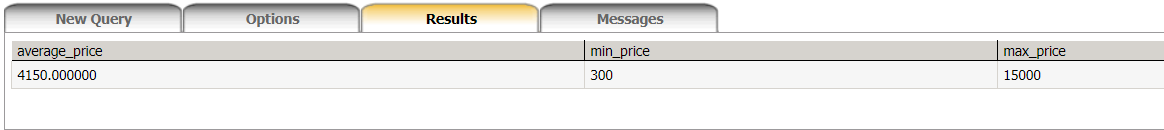 New Query Options Results Messages
average_price min_price max_price
4150.000000 300 15000